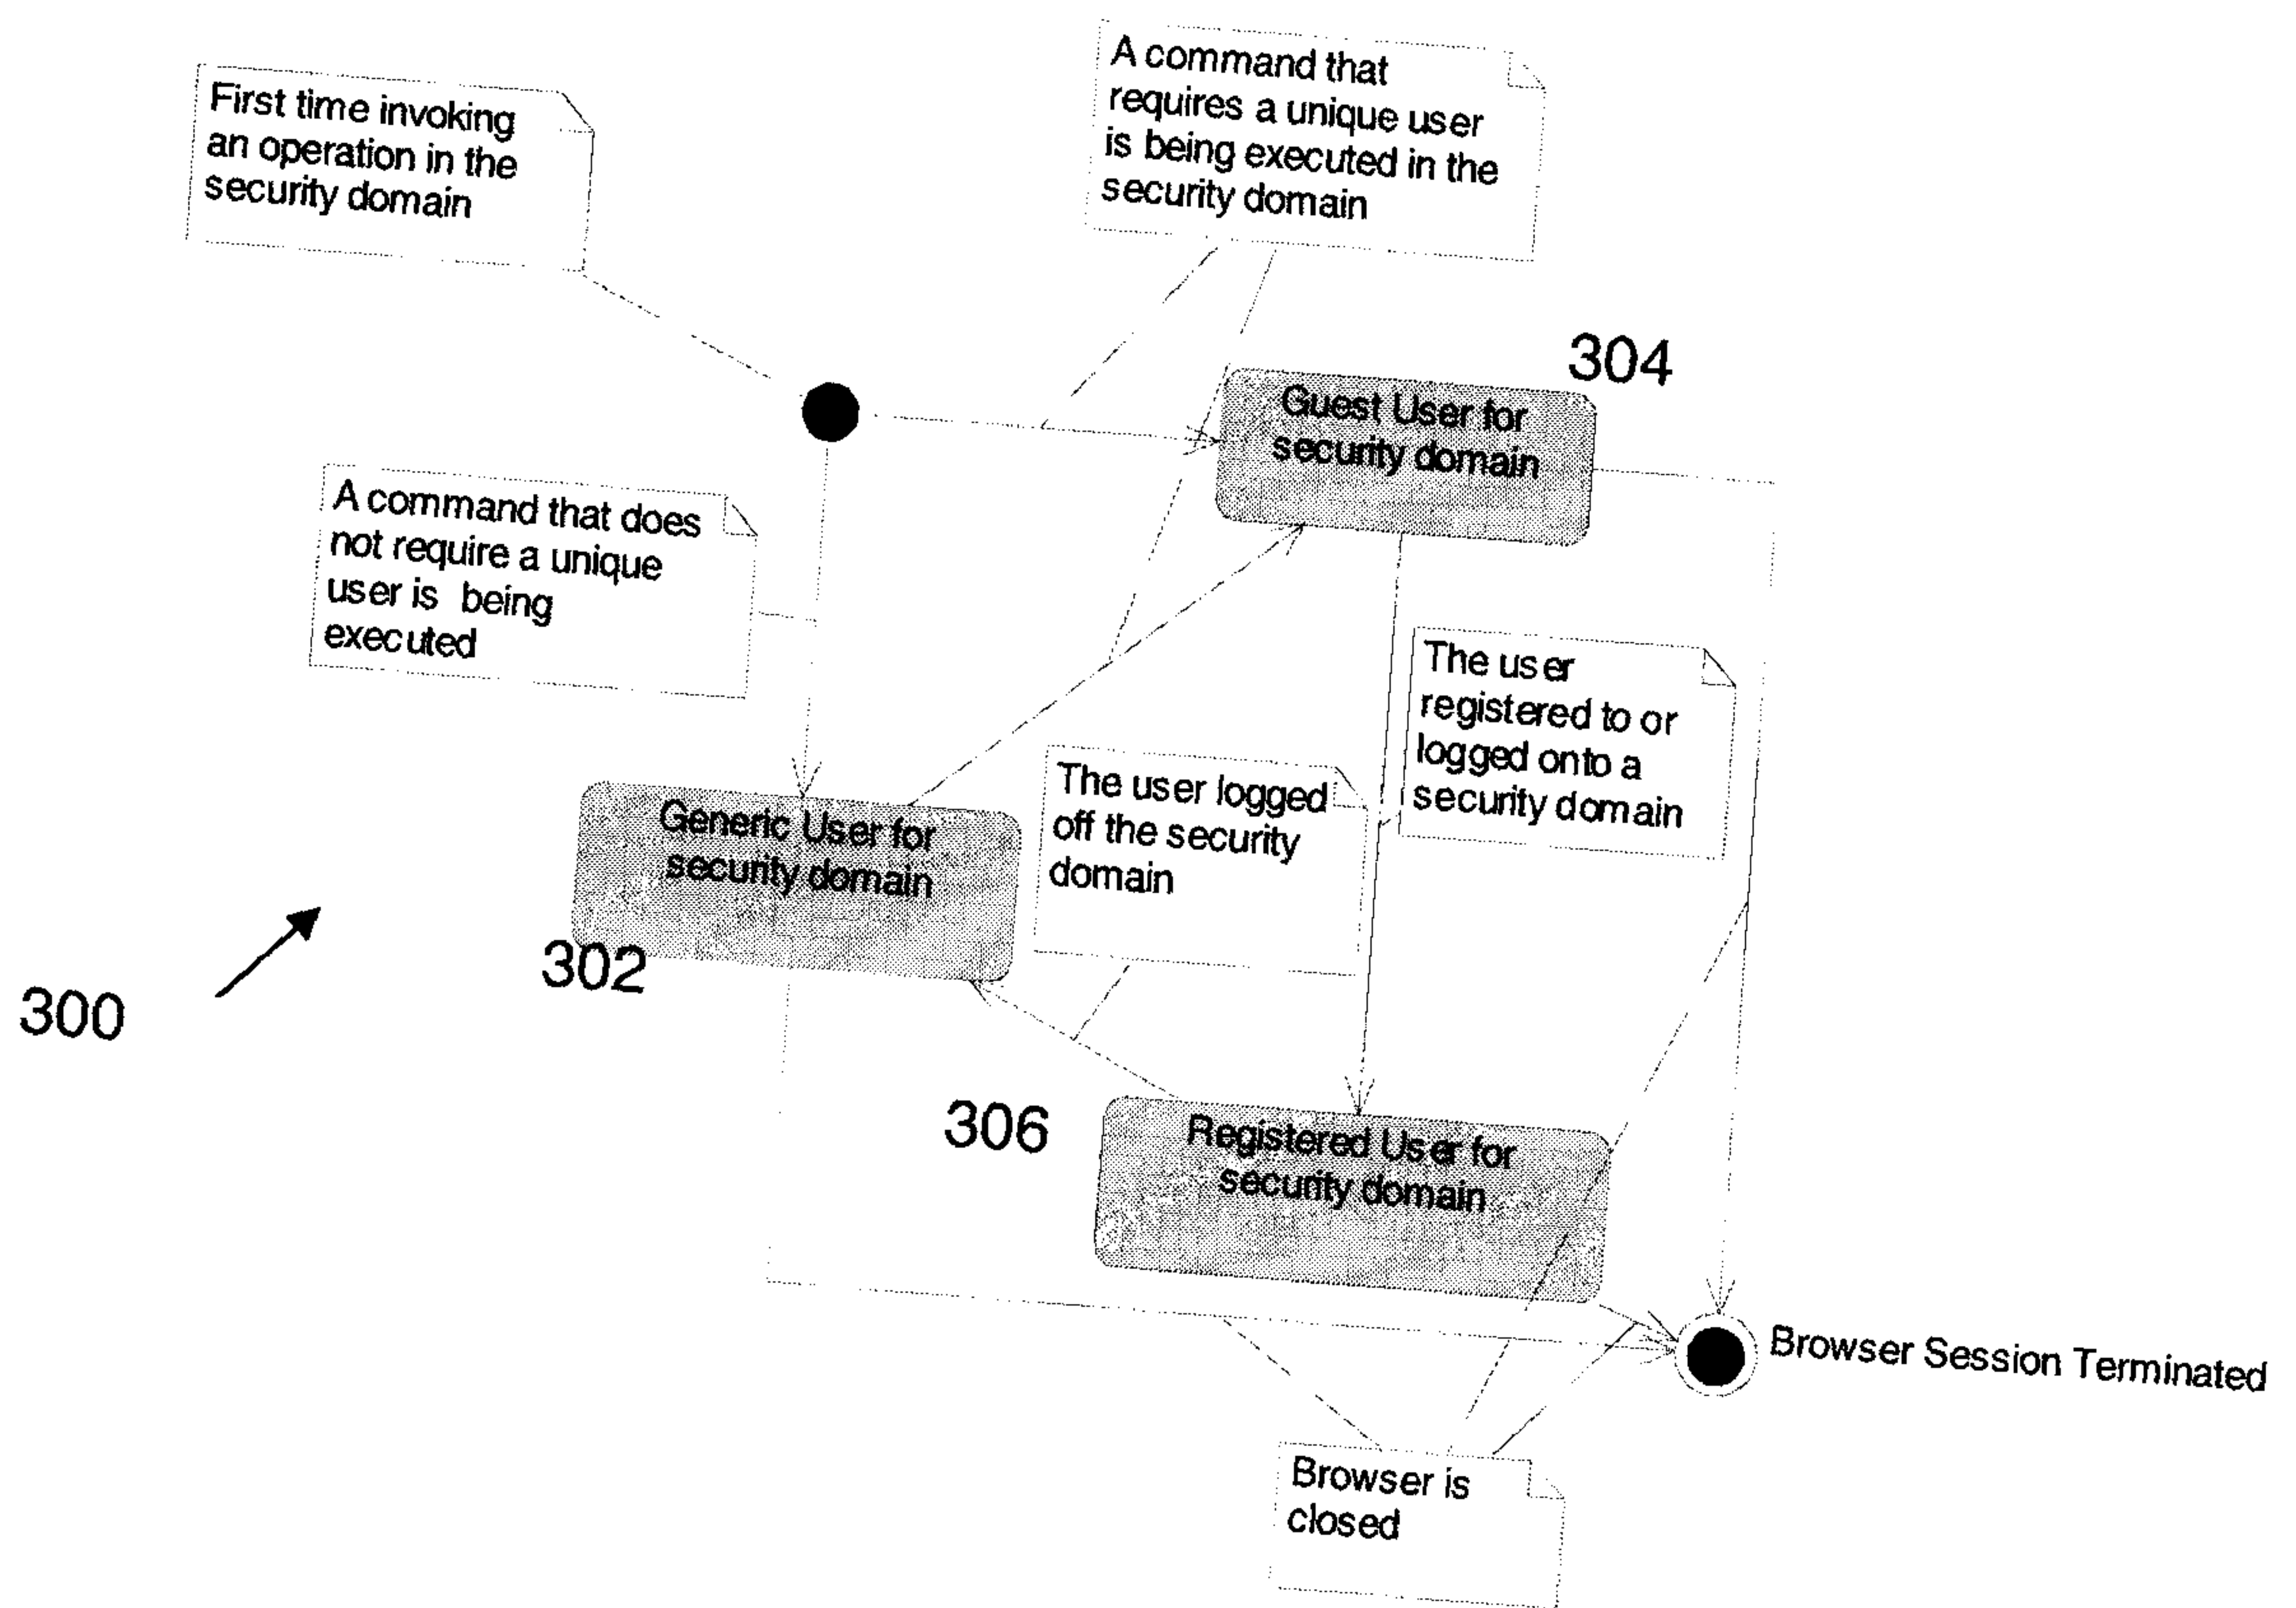 A command that
requires a unique user
is being executed in the
security domain
First time invoking
an operation in the
security domain
304
Guest User for
security domain
A command that does
not require a unique
user is being
executed
The user
registered to or
logged onto a
security domain
The user logged
off the security
domain
Generic User for
security domain
302
300
306
Registered User for
security domain
Browser Session Terminated
Browser is
closed